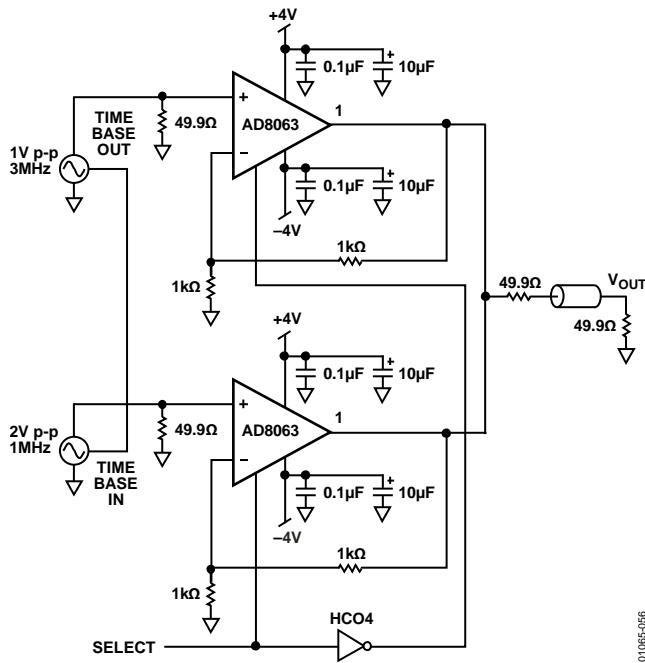 +4V
0.1µF
10µF
+
TIME
BASE
OUT
49.9Ω
+
AD8063
1
1V p-p
3MHz
−
0.1µF
10µF
+
−4V
1kΩ
1kΩ
49.9Ω
VOUT
49.9Ω
+4V
0.1µF
10µF
+
2V p-p
1MHz
49.9Ω
+
AD8063
1
TIME
BASE
IN
−
0.1µF
10µF
+
−4V
1kΩ
1kΩ
HCO4
SELECT
01065-056